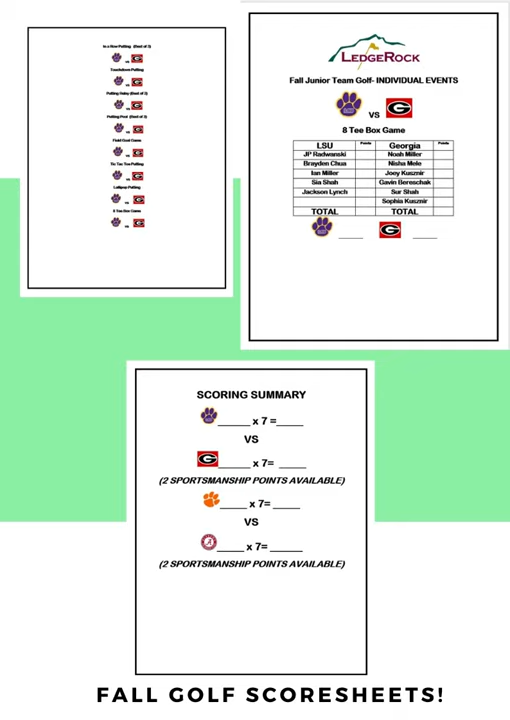 In a Row Putting (Best of 3)
VS
Touchdown Putting
VS
Putting Relay (Best of 3)
VS
Putting Pool (Best of 3)
VS
Field Goal Game
VS
Tic Tac Toe Putting
VS
Lollipop Putting
VS
8 Tee Box Game
VS
LEDGEROCK
Fall Junior Team Golf- INDIVIDUAL EVENTS
VS G
8 Tee Box Game
LSU Points Georgia Points
JP Radwanski Noah Miller
Brayden Chua Nisha Mele
Ian Miller Joey Kusznir
Sia Shah Gavin Bereschak
Jackson Lynch Sur Shah
Sophia Kusznir
TOTAL TOTAL
_____ G _____
SCORING SUMMARY
______ x 7 =_____
VS
G ______ x 7= _____
(2 SPORTSMANSHIP POINTS AVAILABLE)
_____ x 7= _____
VS
A _____ x 7= ______
(2 SPORTSMANSHIP POINTS AVAILABLE)
FALL GOLF SCORESHEETS!